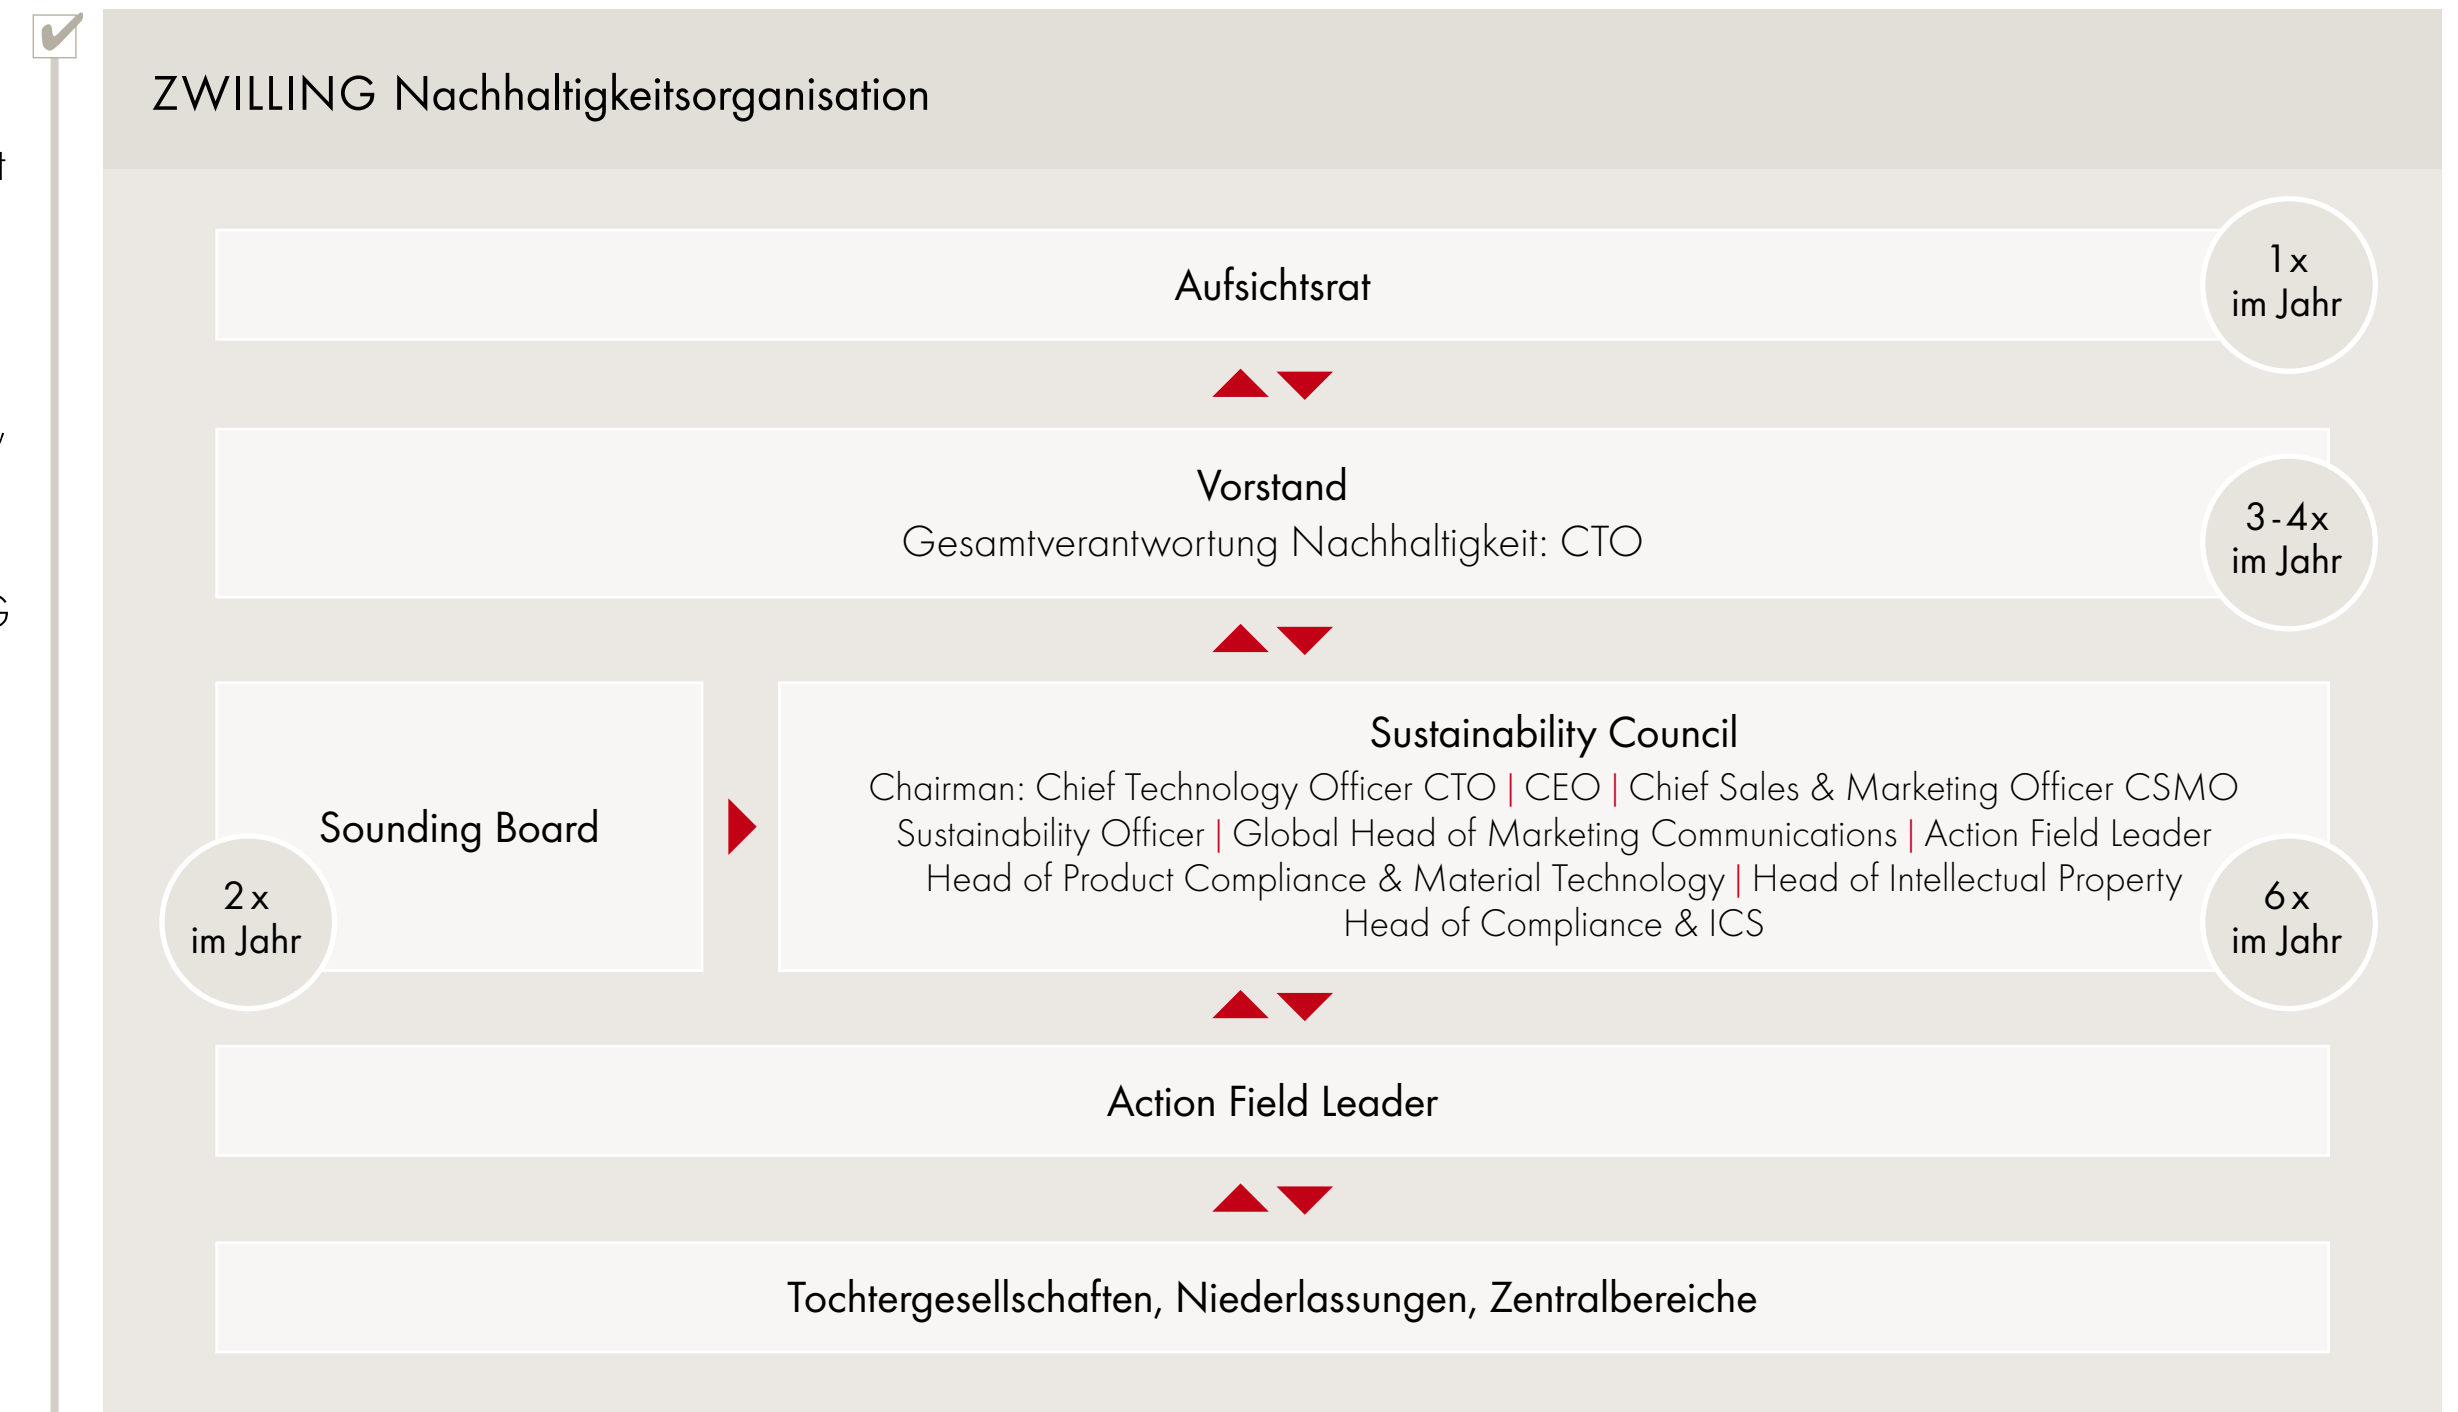 ZWILLING Nachhaltigkeitsorganisation
Aufsichtsrat
1x
im Jahr
Vorstand
Gesamtverantwortung Nachhaltigkeit: CTO
3-4x
im Jahr
Sounding Board
2x
im Jahr
Sustainability Council
Chairman: Chief Technology Officer CTO | CEO | Chief Sales & Marketing Officer CSMO
Sustainability Officer | Global Head of Marketing Communications | Action Field Leader
Head of Product Compliance & Material Technology | Head of Intellectual Property
Head of Compliance & ICS
6x
im Jahr
Action Field Leader
Tochtergesellschaften, Niederlassungen, Zentralbereiche